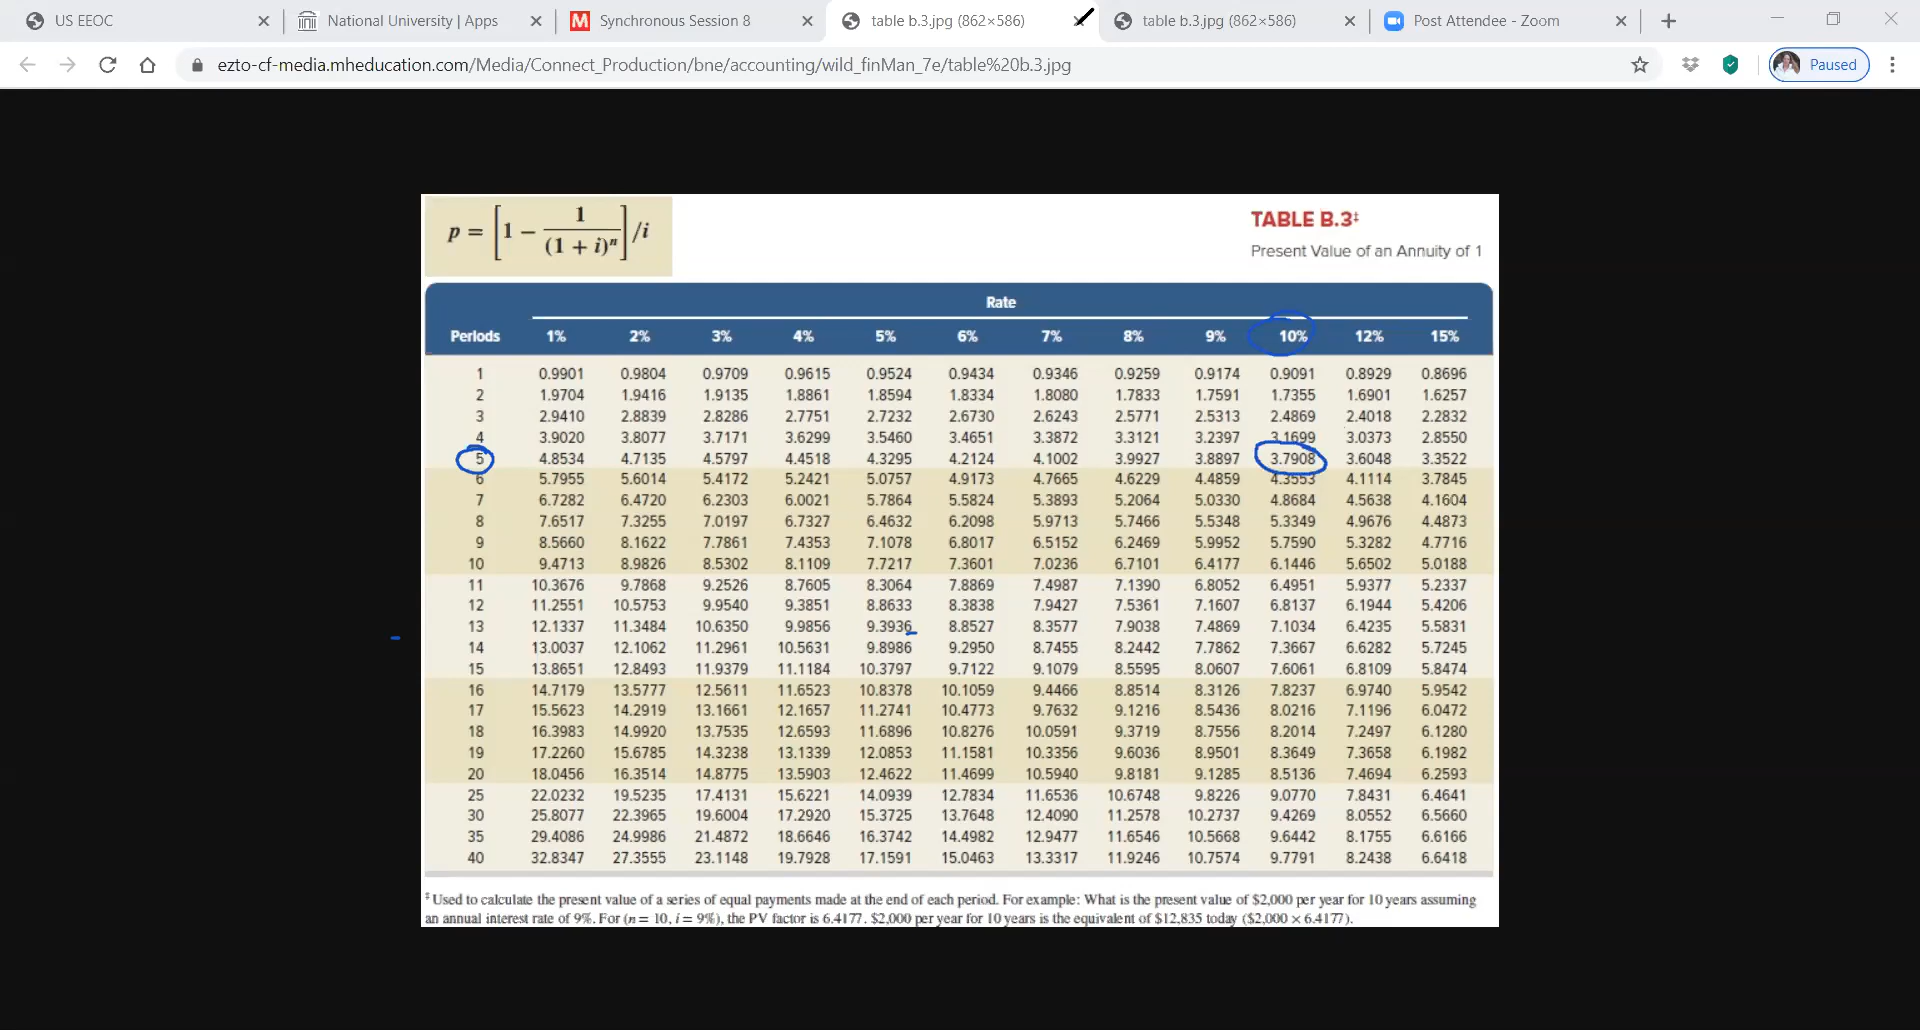 US EEOC
National University | Apps
M Synchronous Session 8
table b.3.jpg (862×586)
table b.3.jpg (862×586)
Post Attendee - Zoom
ezto-cf-media.mheducation.com/Media/Connect_Production/bne/accounting/wild_finMan_7e/table%20b.3.jpg
Paused
p = [1 − 1/(1 + i)ⁿ]/i
TABLE B.3‡
Present Value of an Annuity of 1
Rate
Periods 1% 2% 3% 4% 5% 6% 7% 8% 9% 10% 12% 15%
1 0.9901 0.9804 0.9709 0.9615 0.9524 0.9434 0.9346 0.9259 0.9174 0.9091 0.8929 0.8696
2 1.9704 1.9416 1.9135 1.8861 1.8594 1.8334 1.8080 1.7833 1.7591 1.7355 1.6901 1.6257
3 2.9410 2.8839 2.8286 2.7751 2.7232 2.6730 2.6243 2.5771 2.5313 2.4869 2.4018 2.2832
4 3.9020 3.8077 3.7171 3.6299 3.5460 3.4651 3.3872 3.3121 3.2397 3.1699 3.0373 2.8550
5 4.8534 4.7135 4.5797 4.4518 4.3295 4.2124 4.1002 3.9927 3.8897 3.7908 3.6048 3.3522
6 5.7955 5.6014 5.4172 5.2421 5.0757 4.9173 4.7665 4.6229 4.4859 4.3553 4.1114 3.7845
7 6.7282 6.4720 6.2303 6.0021 5.7864 5.5824 5.3893 5.2064 5.0330 4.8684 4.5638 4.1604
8 7.6517 7.3255 7.0197 6.7327 6.4632 6.2098 5.9713 5.7466 5.5348 5.3349 4.9676 4.4873
9 8.5660 8.1622 7.7861 7.4353 7.1078 6.8017 6.5152 6.2469 5.9952 5.7590 5.3282 4.7716
10 9.4713 8.9826 8.5302 8.1109 7.7217 7.3601 7.0236 6.7101 6.4177 6.1446 5.6502 5.0188
11 10.3676 9.7868 9.2526 8.7605 8.3064 7.8869 7.4987 7.1390 6.8052 6.4951 5.9377 5.2337
12 11.2551 10.5753 9.9540 9.3851 8.8633 8.3838 7.9427 7.5361 7.1607 6.8137 6.1944 5.4206
13 12.1337 11.3484 10.6350 9.9856 9.3936 8.8527 8.3577 7.9038 7.4869 7.1034 6.4235 5.5831
14 13.0037 12.1062 11.2961 10.5631 9.8986 9.2950 8.7455 8.2442 7.7862 7.3667 6.6282 5.7245
15 13.8651 12.8493 11.9379 11.1184 10.3797 9.7122 9.1079 8.5595 8.0607 7.6061 6.8109 5.8474
16 14.7179 13.5777 12.5611 11.6523 10.8378 10.1059 9.4466 8.8514 8.3126 7.8237 6.9740 5.9542
17 15.5623 14.2919 13.1661 12.1657 11.2741 10.4773 9.7632 9.1216 8.5436 8.0216 7.1196 6.0472
18 16.3983 14.9920 13.7535 12.6593 11.6896 10.8276 10.0591 9.3719 8.7556 8.2014 7.2497 6.1280
19 17.2260 15.6785 14.3238 13.1339 12.0853 11.1581 10.3356 9.6036 8.9501 8.3649 7.3658 6.1982
20 18.0456 16.3514 14.8775 13.5903 12.4622 11.4699 10.5940 9.8181 9.1285 8.5136 7.4694 6.2593
25 22.0232 19.5235 17.4131 15.6221 14.0939 12.7834 11.6536 10.6748 9.8226 9.0770 7.8431 6.4641
30 25.8077 22.3965 19.6004 17.2920 15.3725 13.7648 12.4090 11.2578 10.2737 9.4269 8.0552 6.5660
35 29.4086 24.9986 21.4872 18.6646 16.3742 14.4982 12.9477 11.6546 10.5668 9.6442 8.1755 6.6166
40 32.8347 27.3555 23.1148 19.7928 17.1591 15.0463 13.3317 11.9246 10.7574 9.7791 8.2438 6.6418
‡Used to calculate the present value of a series of equal payments made at the end of each period. For example: What is the present value of $2,000 per year for 10 years assuming
an annual interest rate of 9%. For (n = 10, i = 9%), the PV factor is 6.4177. $2,000 per year for 10 years is the equivalent of $12,835 today ($2,000 × 6.4177).